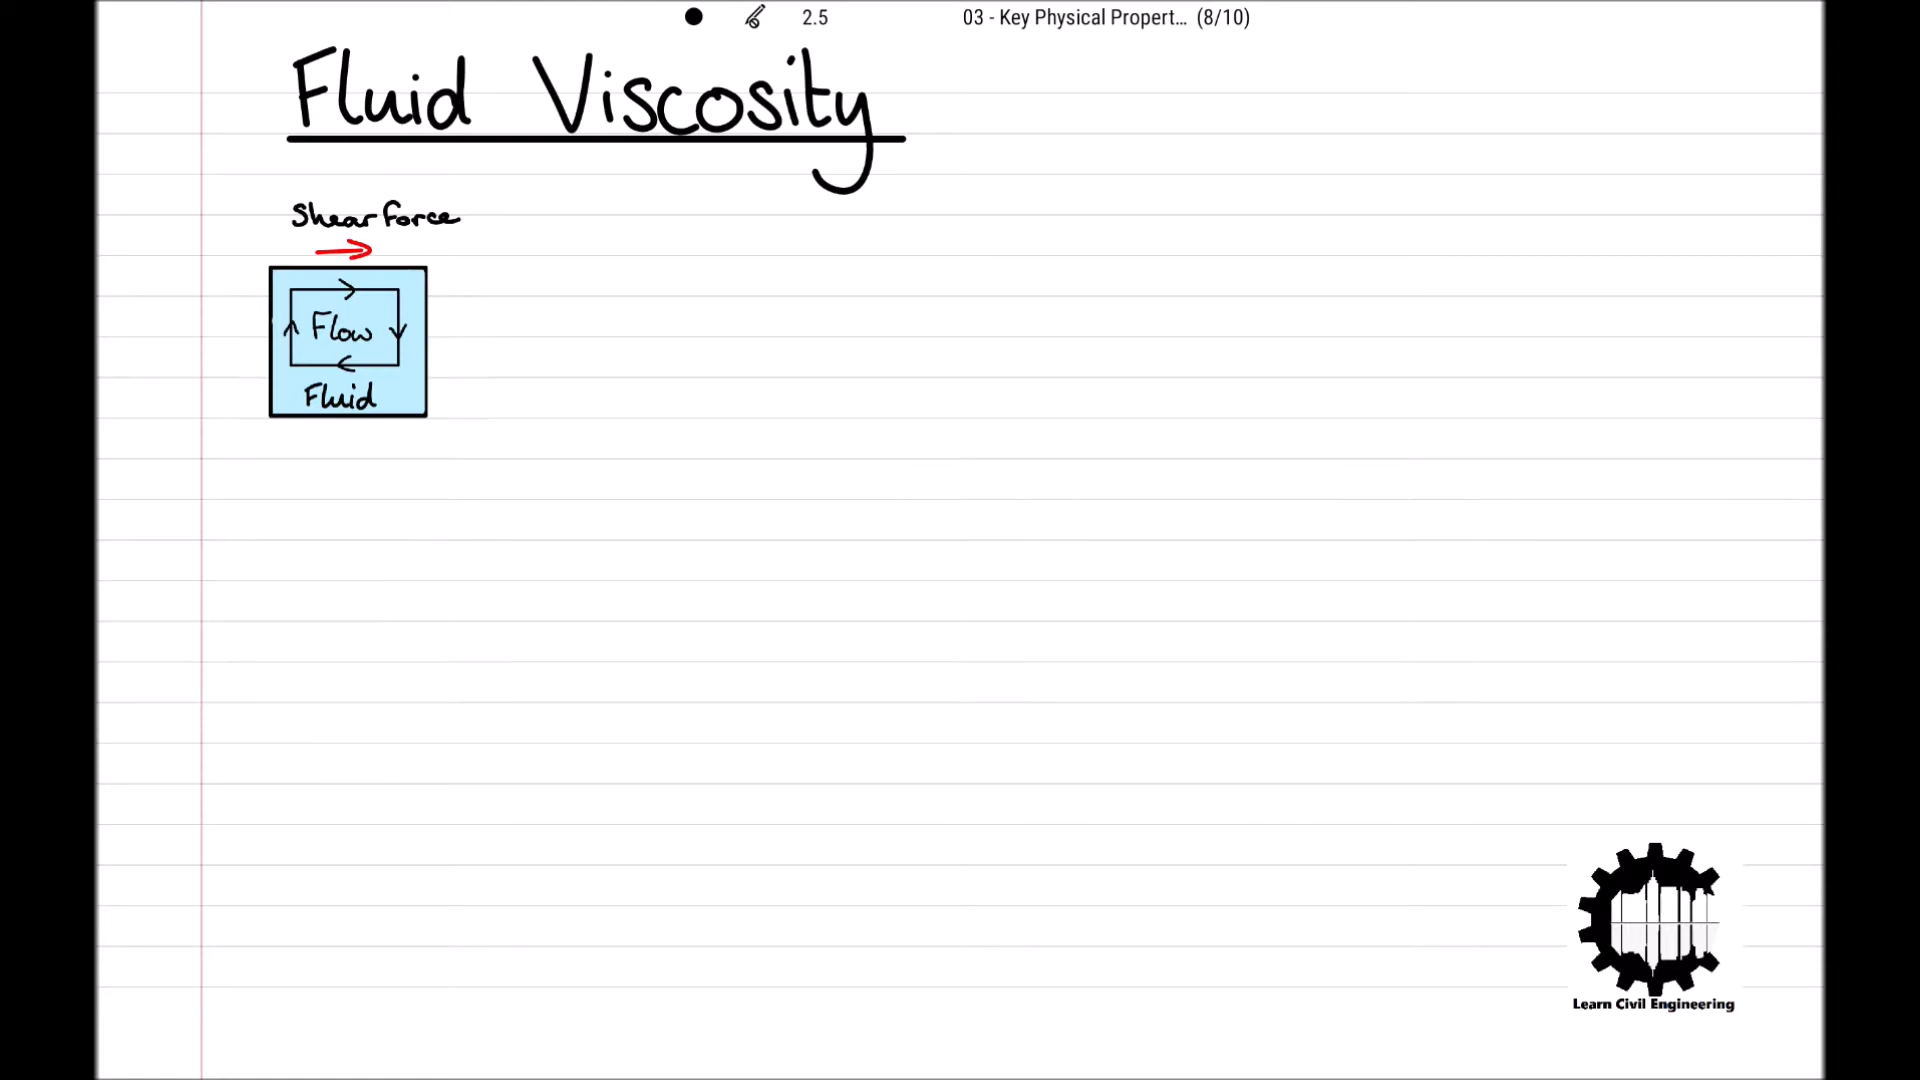 2.5 03 - Key Physical Propert... (8/10)
Fluid Viscosity
Shear Force
Flow
Fluid
Learn Civil Engineering